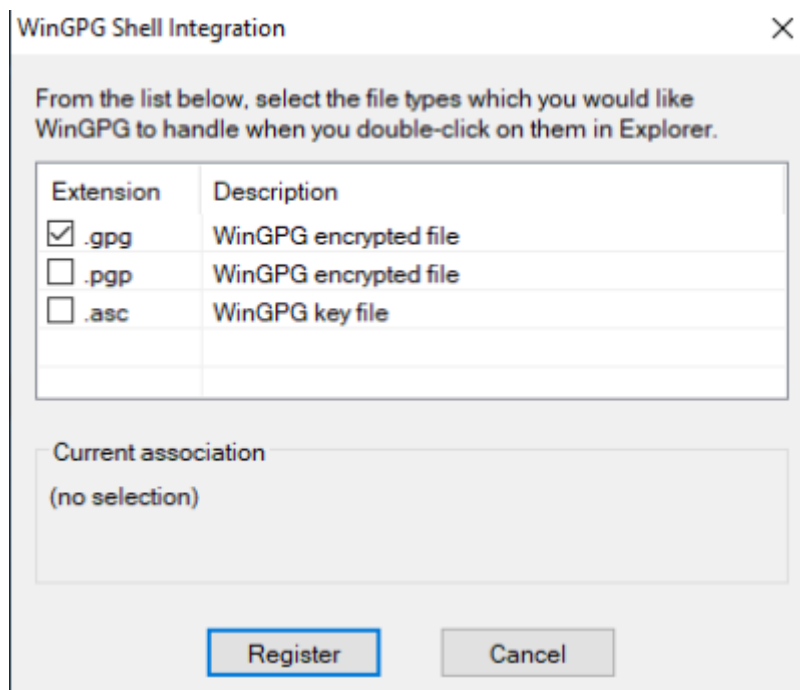 WinGPG Shell Integration
From the list below, select the file types which you would like
WinGPG to handle when you double-click on them in Explorer.
Extension Description
.gpg WinGPG encrypted file
.pgp WinGPG encrypted file
.asc WinGPG key file
Current association
(no selection)
Register Cancel